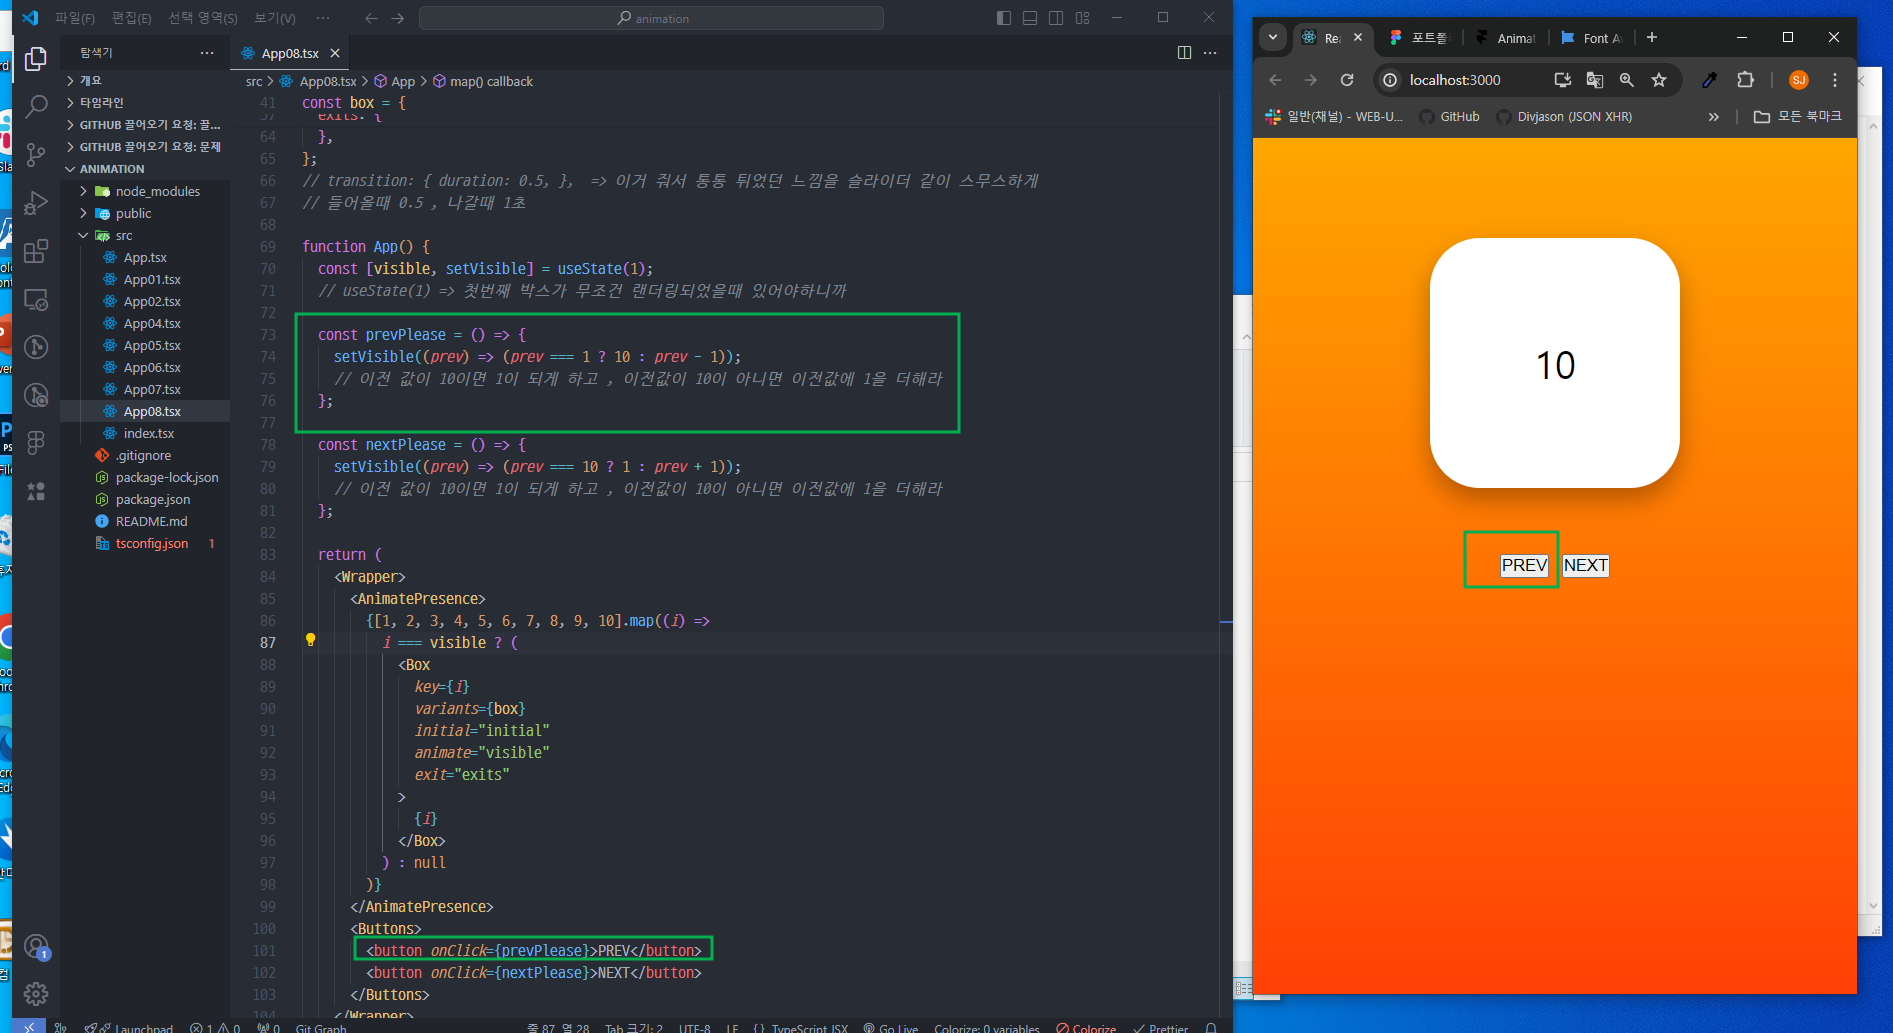 파일(F) 편집(E) 선택 영역(S) 보기(V) ··· animation
탐색기 ···
개요
타임라인
GITHUB 끌어오기 요청: 끌...
GITHUB 끌어오기 요청: 문제
ANIMATION
node_modules
public
src
App.tsx
App01.tsx
App02.tsx
App04.tsx
App05.tsx
App06.tsx
App07.tsx
App08.tsx
index.tsx
.gitignore
package-lock.json
package.json
README.md
tsconfig.json 1
App08.tsx
src > App08.tsx > App > map() callback
41 const box = {
57 exits: {
64 },
65 };
66 // transition: { duration: 0.5, }, => 이거 줘서 통통 튀었던 느낌을 슬라이더 같이 스무스하게
67 // 들어올때 0.5 , 나갈때 1초
68
69 function App() {
70 const [visible, setVisible] = useState(1);
71 // useState(1) => 첫번째 박스가 무조건 랜더링되었을때 있어야하니까
72
73 const prevPlease = () => {
74 setVisible((prev) => (prev === 1 ? 10 : prev - 1));
75 // 이전 값이 10이면 1이 되게 하고 , 이전값이 10이 아니면 이전값에 1을 더해라
76 };
77
78 const nextPlease = () => {
79 setVisible((prev) => (prev === 10 ? 1 : prev + 1));
80 // 이전 값이 10이면 1이 되게 하고 , 이전값이 10이 아니면 이전값에 1을 더해라
81 };
82
83 return (
84 <Wrapper>
85 <AnimatePresence>
86 {[1, 2, 3, 4, 5, 6, 7, 8, 9, 10].map((i) =>
87 i === visible ? (
88 <Box
89 key={i}
90 variants={box}
91 initial="initial"
92 animate="visible"
93 exit="exits"
94 >
95 {i}
96 </Box>
97 ) : null
98 )}
99 </AnimatePresence>
100 <Buttons>
101 <button onClick={prevPlease}>PREV</button>
102 <button onClick={nextPlease}>NEXT</button>
103 </Buttons>
104 </Wrapper>
1
Launchpad 1 0 0 Git Graph 줄 87, 열 28 Tab 크기: 2 UTF-8 LF {} TypeScript JSX Go Live Colorize: 0 variables Colorize Prettier
Rea 포트폴 Animat Font A
localhost:3000 SJ
일반(채널) - WEB-U... GitHub Divjason (JSON XHR) » 모든 북마크
10
PREV NEXT